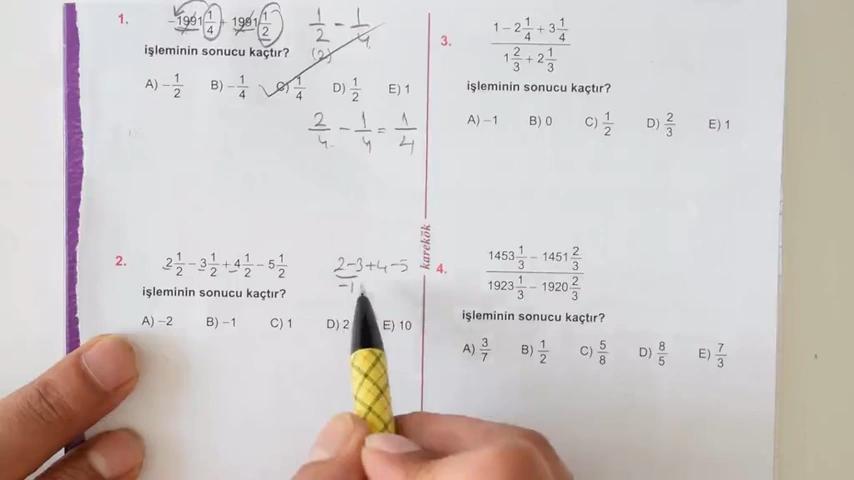 1. -1991 1/4 + 1991 1/2
işleminin sonucu kaçtır?
A) -1/2 B) -1/4 C) 1/4 D) 1/2 E) 1
1/2 - 1/4
(2)
2/4 - 1/4 = 1/4
2. 2 1/2 - 3 1/2 + 4 1/2 - 5 1/2
işleminin sonucu kaçtır?
A) -2 B) -1 C) 1 D) 2 E) 10
2-3+4-5
-1
karekök
3. (1 - 2 1/4 + 3 1/4) / (1 2/3 + 2 1/3)
işleminin sonucu kaçtır?
A) -1 B) 0 C) 1/2 D) 2/3 E) 1
4. (1453 1/3 - 1451 2/3) / (1923 1/3 - 1920 2/3)
işleminin sonucu kaçtır?
A) 3/7 B) 1/2 C) 5/8 D) 8/5 E) 7/3